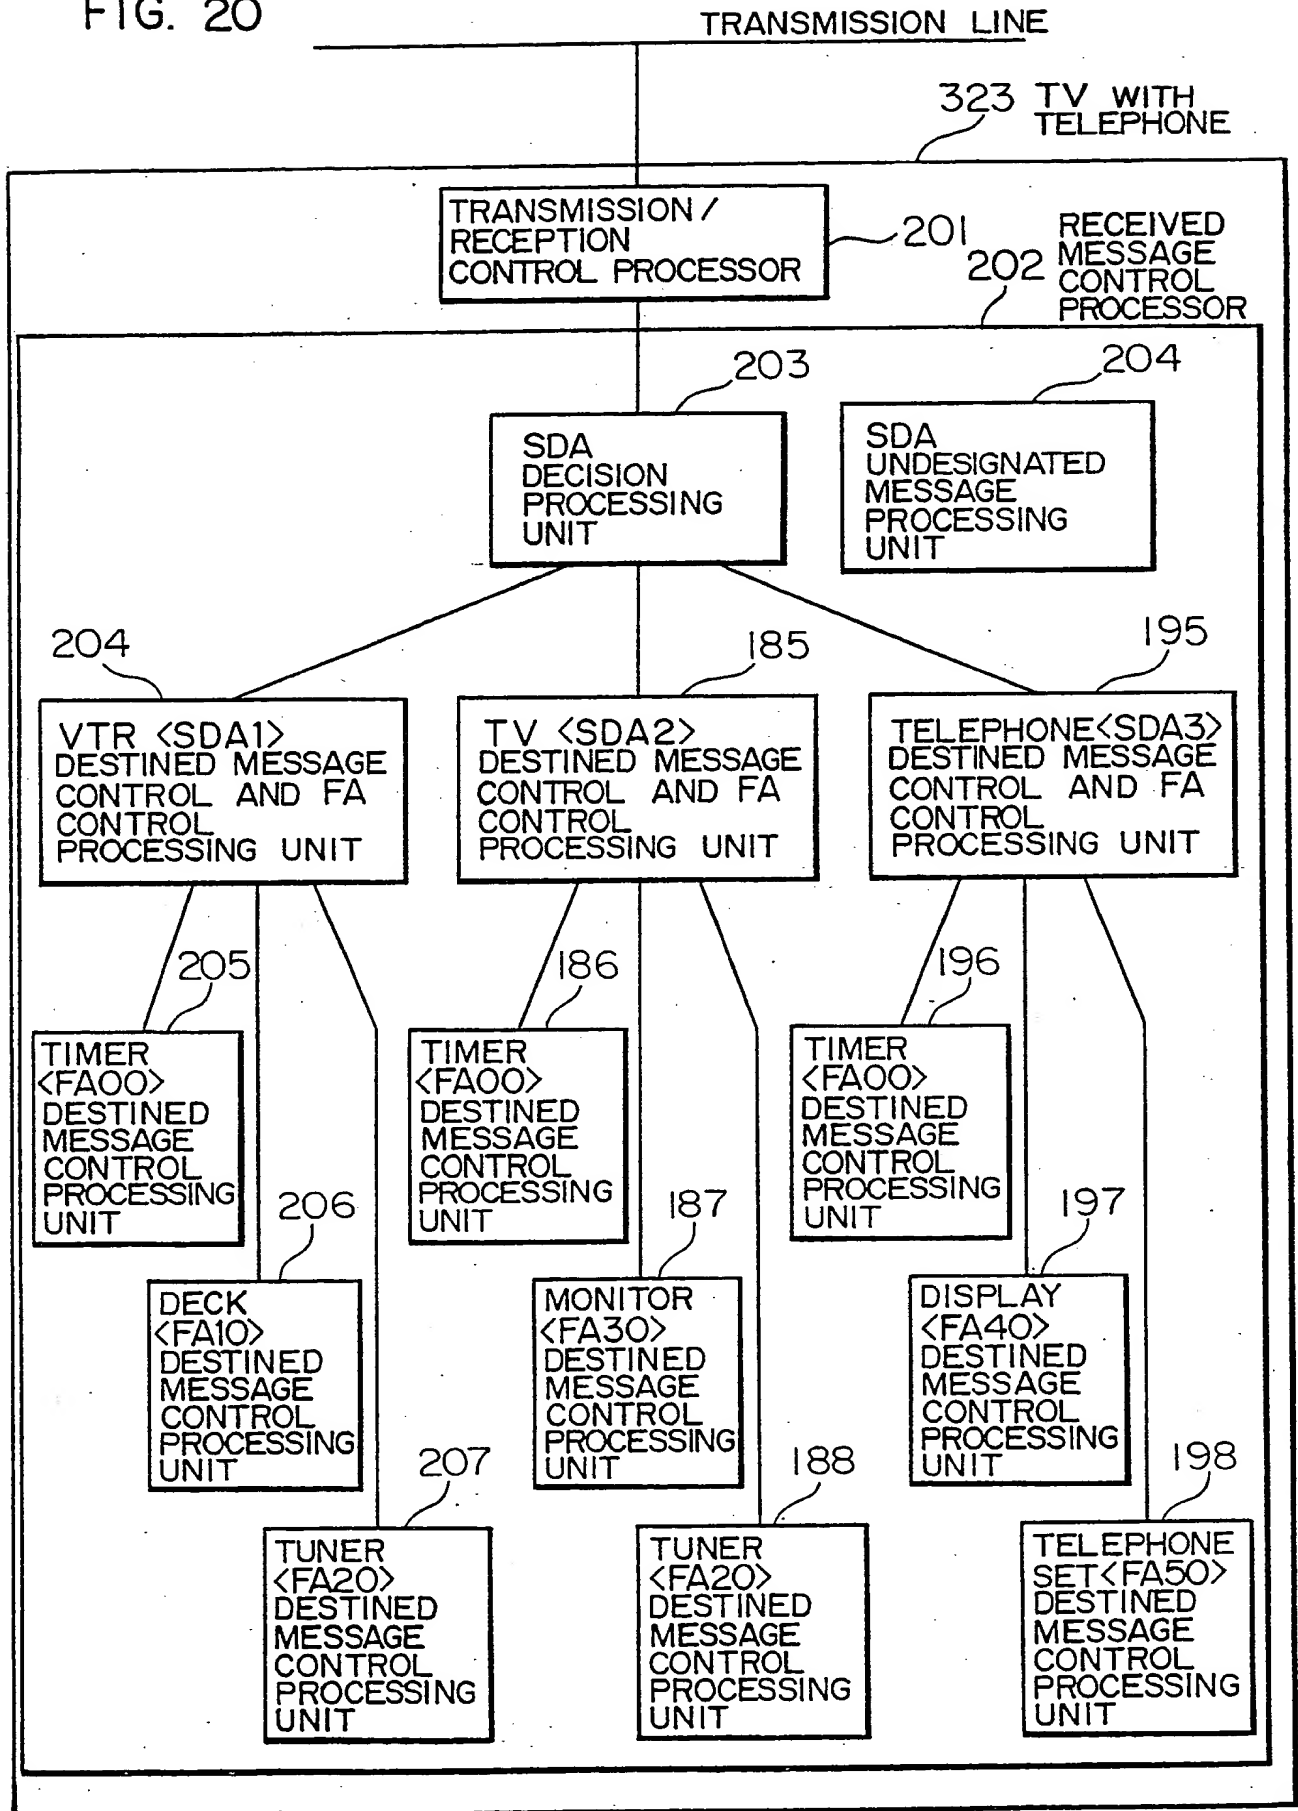 FIG. 20
TRANSMISSION LINE
323 TV WITH
TELEPHONE
TRANSMISSION/
RECEPTION
CONTROL PROCESSOR
201
202
RECEIVED
MESSAGE
CONTROL
PROCESSOR
203
SDA
DECISION
PROCESSING
UNIT
204
SDA
UNDESIGNATED
MESSAGE
PROCESSING
UNIT
204
VTR <SDA1>
DESTINED MESSAGE
CONTROL AND FA
CONTROL
PROCESSING UNIT
185
TV <SDA2>
DESTINED MESSAGE
CONTROL AND FA
CONTROL
PROCESSING UNIT
195
TELEPHONE<SDA3>
DESTINED MESSAGE
CONTROL AND FA
CONTROL
PROCESSING UNIT
205
TIMER
<FA00>
DESTINED
MESSAGE
CONTROL
PROCESSING
UNIT
186
TIMER
<FA00>
DESTINED
MESSAGE
CONTROL
PROCESSING
UNIT
196
TIMER
<FA00>
DESTINED
MESSAGE
CONTROL
PROCESSING
UNIT
206
DECK
<FA10>
DESTINED
MESSAGE
CONTROL
PROCESSING
UNIT
187
MONITOR
<FA30>
DESTINED
MESSAGE
CONTROL
PROCESSING
UNIT
197
DISPLAY
<FA40>
DESTINED
MESSAGE
CONTROL
PROCESSING
UNIT
207
TUNER
<FA20>
DESTINED
MESSAGE
CONTROL
PROCESSING
UNIT
188
TUNER
<FA20>
DESTINED
MESSAGE
CONTROL
PROCESSING
UNIT
198
TELEPHONE
SET<FA50>
DESTINED
MESSAGE
CONTROL
PROCESSING
UNIT